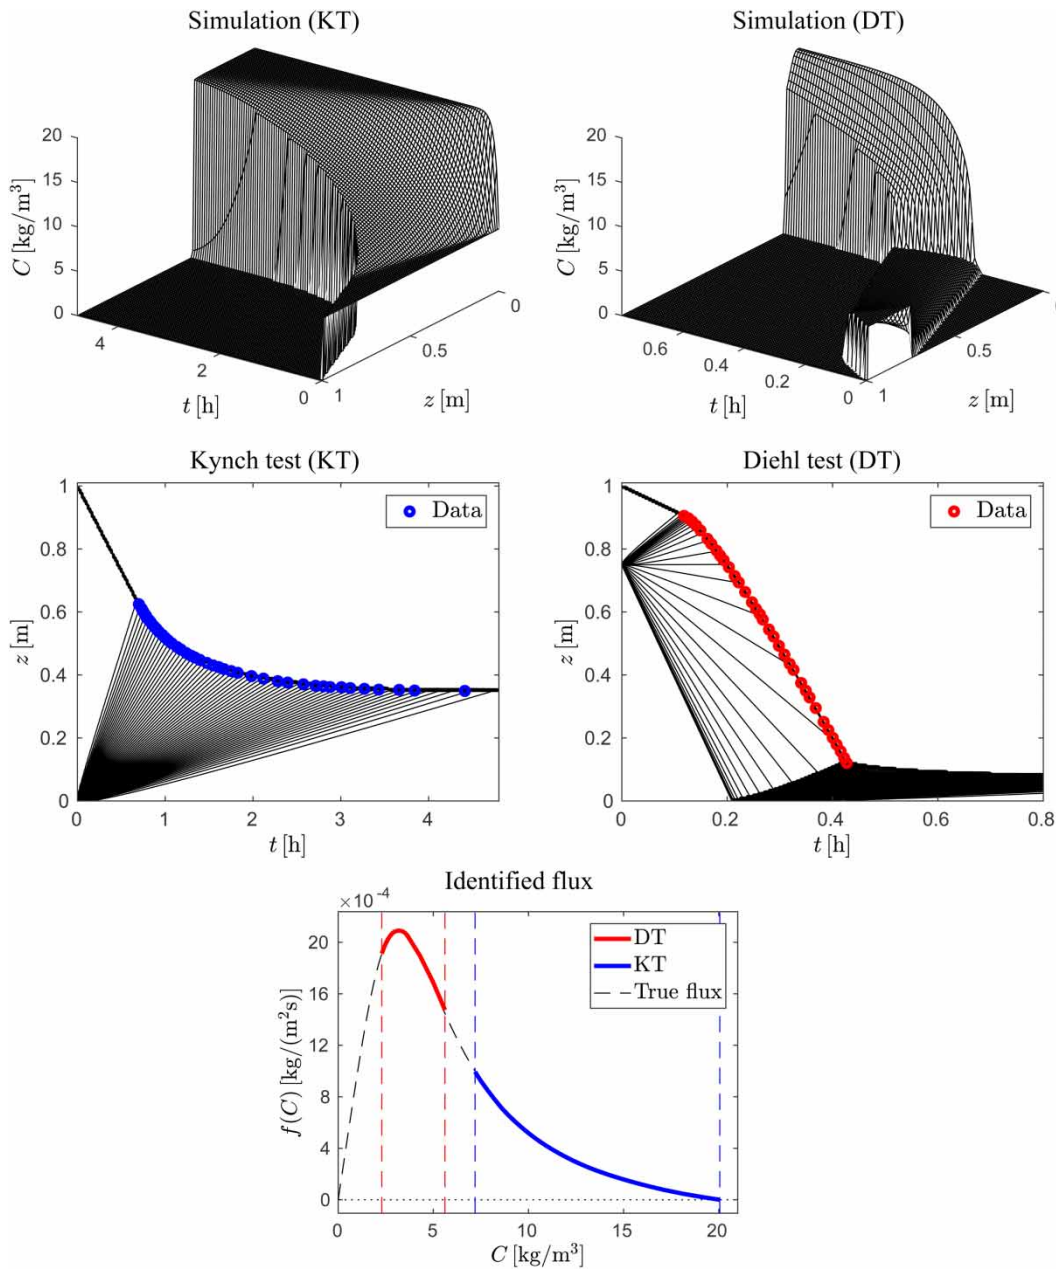 Simulation (KT)
Simulation (DT)
20
15
10
5
0
C [kg/m³]
4
2
0
t [h]
1
0.5
0
z [m]
20
15
10
5
0
C [kg/m³]
0.6
0.4
0.2
0
t [h]
1
0.5
z [m]
Kynch test (KT)
1
0.8
0.6
0.4
0.2
0
z [m]
Data
0 1 2 3 4
t [h]
Diehl test (DT)
1
0.8
0.6
0.4
0.2
0
z [m]
Data
0 0.2 0.4 0.6 0.8
t [h]
Identified flux
×10⁻⁴
20
16
12
8
4
0
f(C) [kg/(m²s)]
DT
KT
True flux
0 5 10 15 20
C [kg/m³]